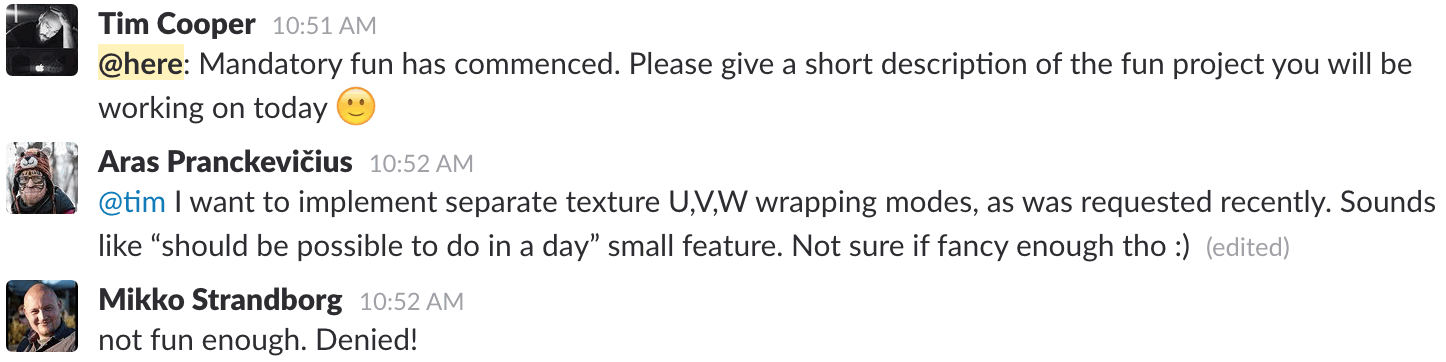 Tim Cooper 10:51 AM
@here: Mandatory fun has commenced. Please give a short description of the fun project you will be
working on today 🙂
Aras Pranckevičius 10:52 AM
@tim I want to implement separate texture U,V,W wrapping modes, as was requested recently. Sounds
like “should be possible to do in a day” small feature. Not sure if fancy enough tho :) (edited)
Mikko Strandborg 10:52 AM
not fun enough. Denied!